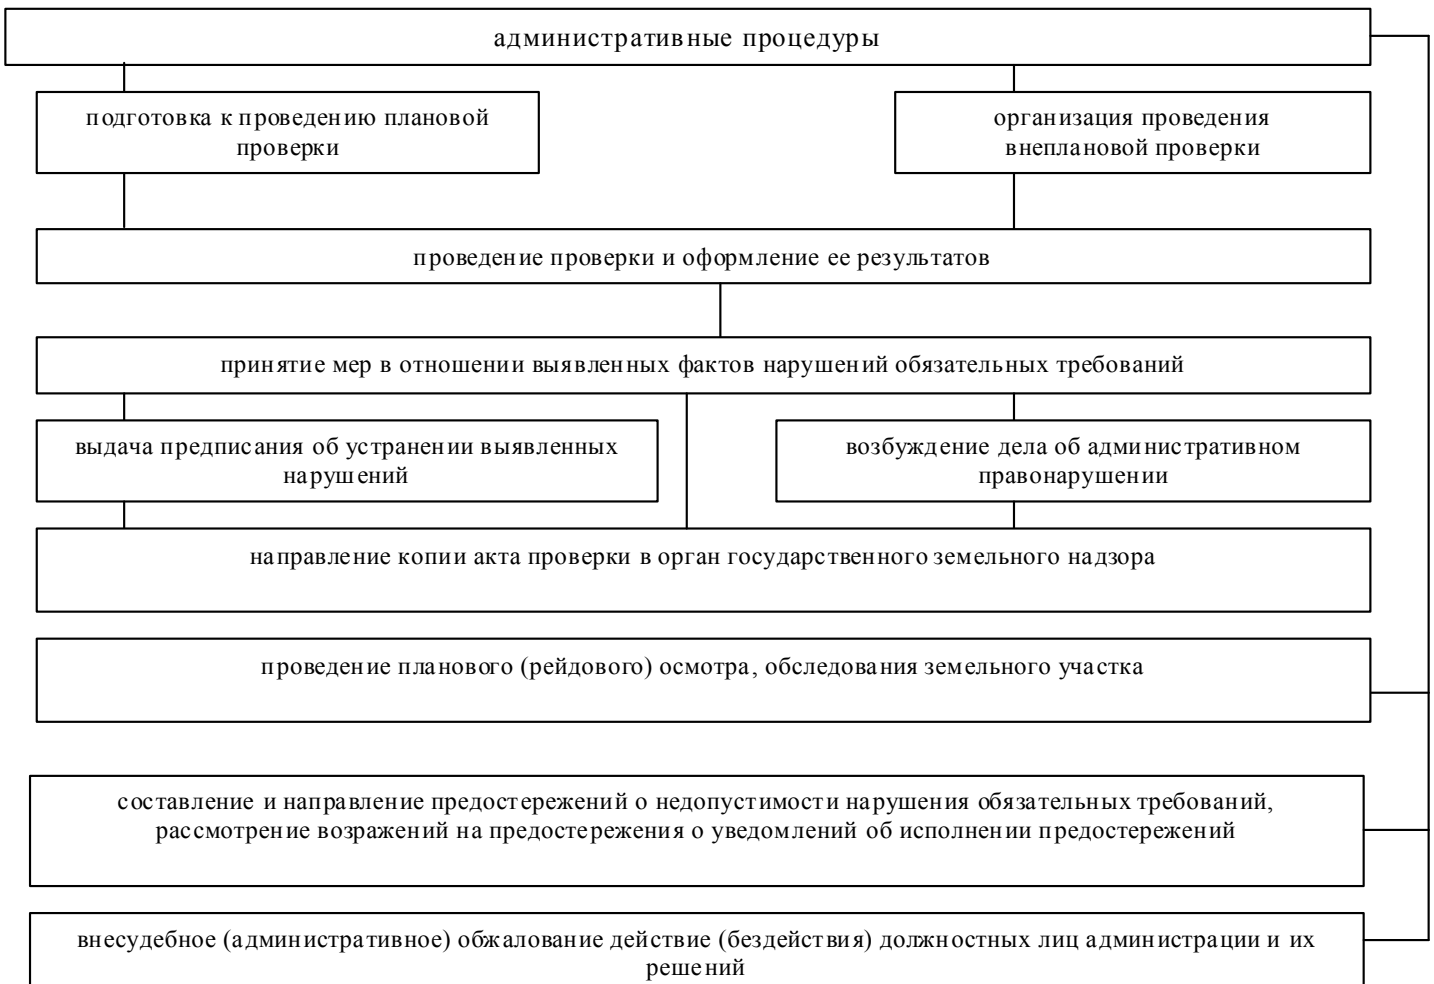 административные процедуры
подготовка к проведению плановой
проверки
организация проведения
внеплановой проверки
проведение проверки и оформление ее результатов
принятие мер в отношении выявленных фактов нарушений обязательных требований
выдача предписания об устранении выявленных
нарушений
возбуждение дела об административном
правонарушении
направление копии акта проверки в орган государственного земельного надзора
проведение планового (рейдового) осмотра, обследования земельного участка
составление и направление предостережений о недопустимости нарушения обязательных требований,
рассмотрение возражений на предостережения о уведомлений об исполнении предостережений
внесудебное (административное) обжалование действие (бездействия) должностных лиц администрации и их
решений